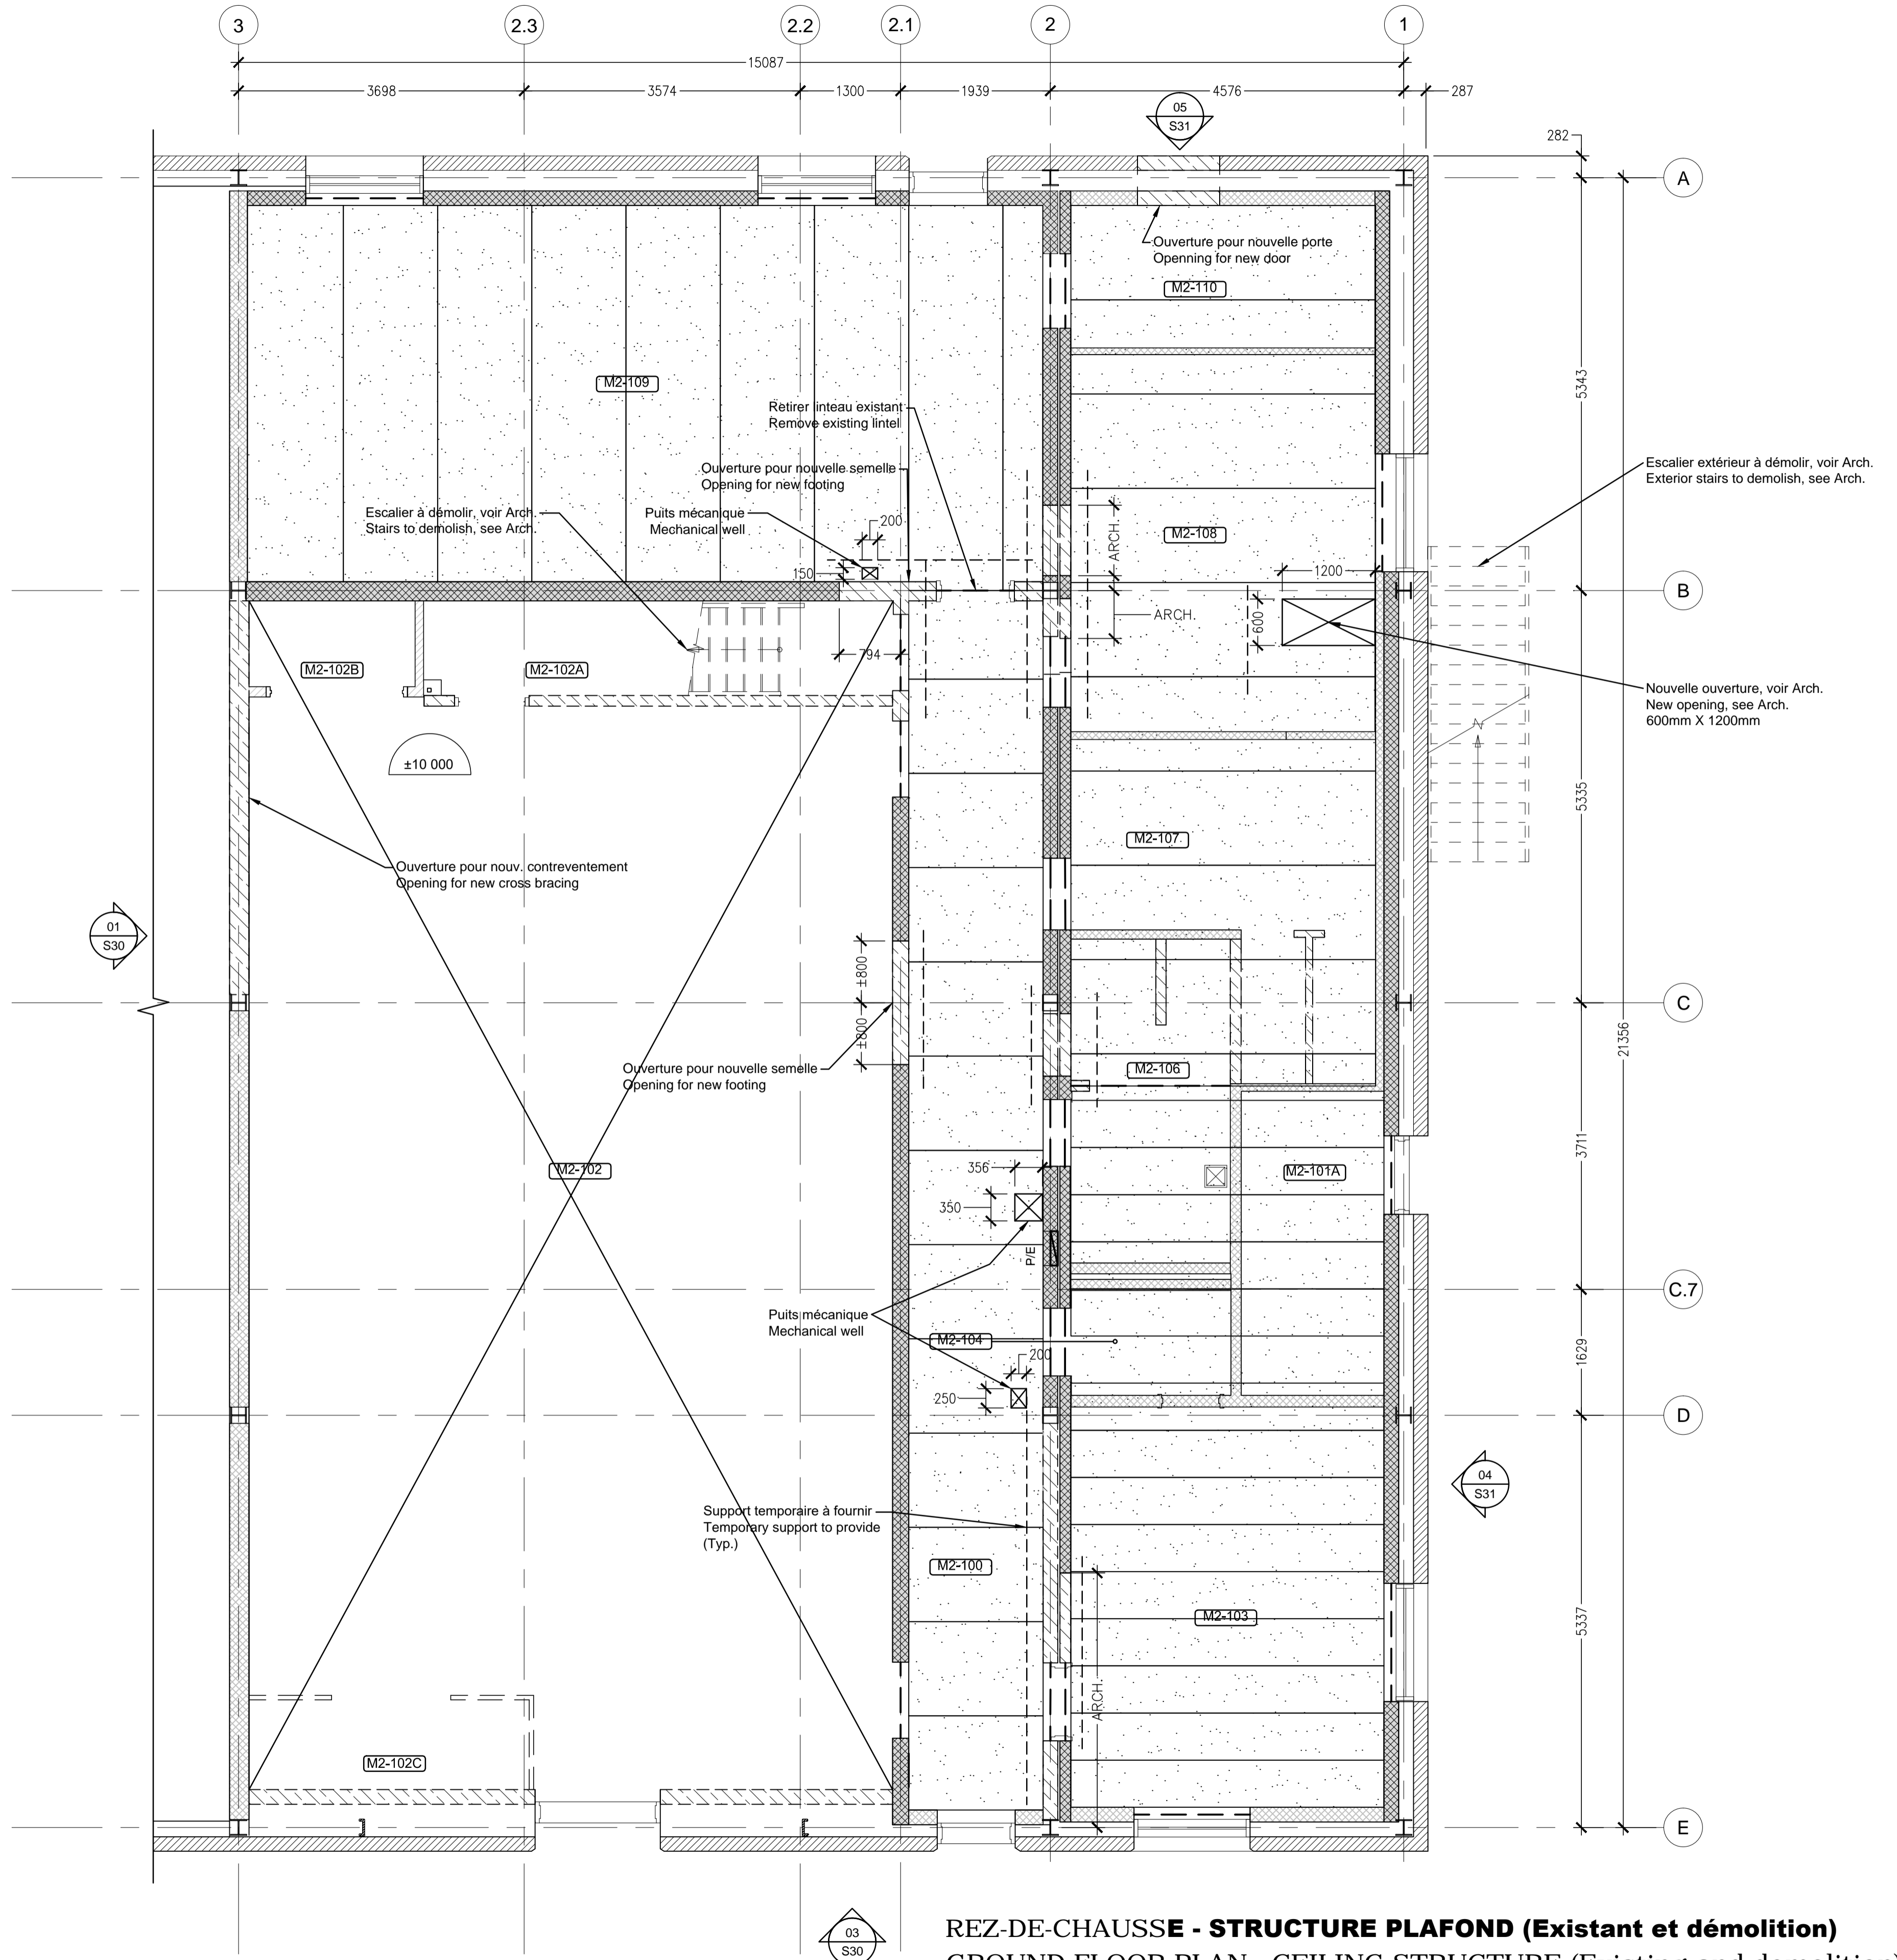 3
2.3
2.2
2.1
2
1
15087
3698
3574
1300
1939
4576
287
05
S31
282
A
Ouverture pour nouvelle porte
Openning for new door
M2-110
M2-109
5343
Retirer linteau existant
Remove existing lintel
Ouverture pour nouvelle semelle
Opening for new footing
Escalier extérieur à démolir, voir Arch.
Exterior stairs to demolish, see Arch.
Escalier à démolir, voir Arch.
Stairs to demolish, see Arch.
Puits mécanique
Mechanical well
200
ARCH.
M2-108
150
1200
B
600
ARCH.
794
M2-102B
M2-102A
Nouvelle ouverture, voir Arch.
New opening, see Arch.
600mm X 1200mm
±10 000
5335
M2-107
Ouverture pour nouv. contreventement
Opening for new cross bracing
01
S30
±800
C
±800
21356
Ouverture pour nouvelle semelle
Opening for new footing
M2-106
3711
M2-102
356
M2-101A
350
P/E
C.7
Puits mécanique
Mechanical well
M2-104
200
1629
250
D
04
S31
Support temporaire à fournir
Temporary support to provide
(Typ.)
M2-100
M2-103
5337
ARCH.
M2-102C
E
03
S30
REZ-DE-CHAUSSE - STRUCTURE PLAFOND (Existant et démolition)
GROUND FLOOR PLAN - CEILING STRUCTURE (Existing and demolition